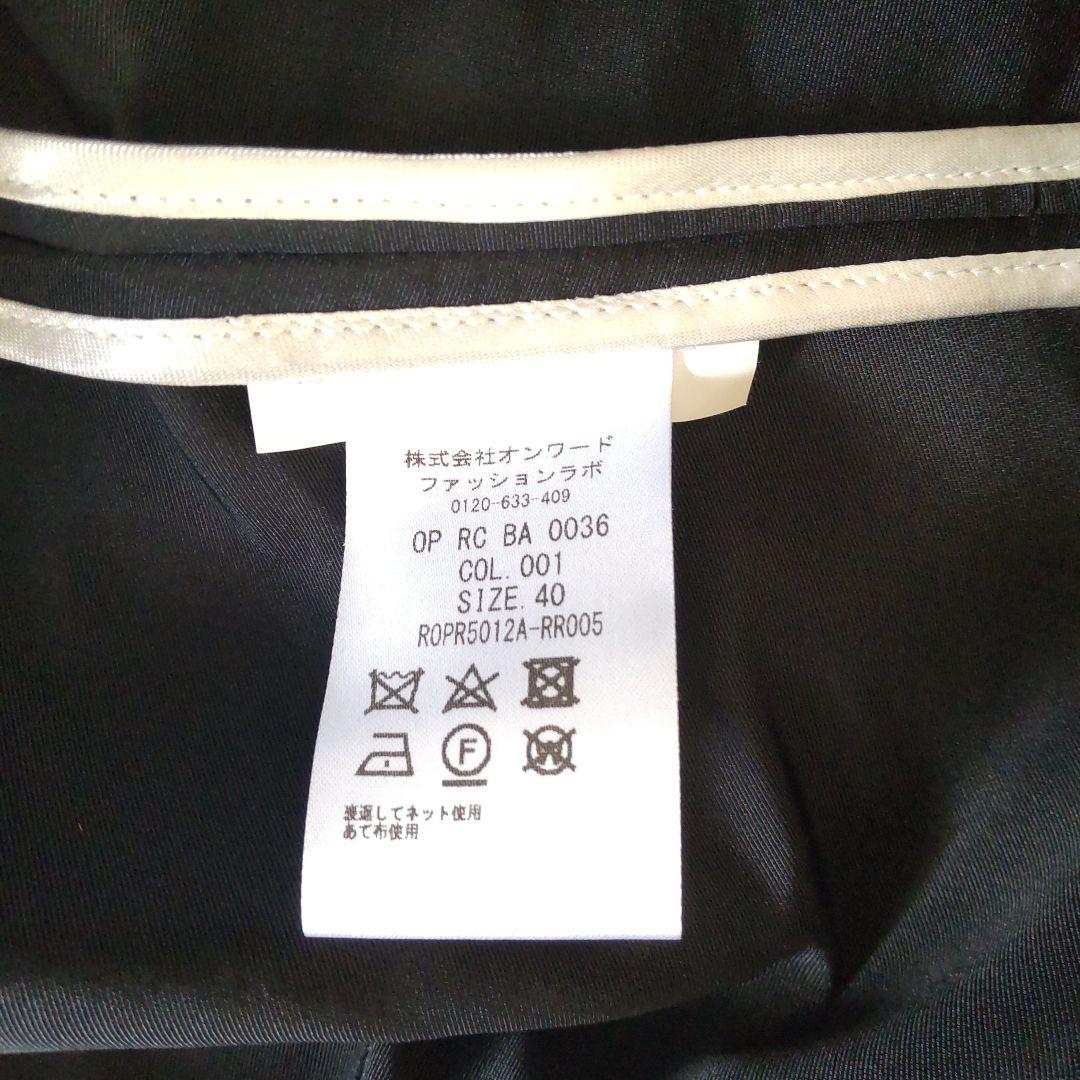 株式会社オンワード
ファッションラボ
0120-633-409
OP RC BA 0036
COL.001
SIZE.40
ROPR5012A-RR005
F
W
裏返してネット使用
あて布使用